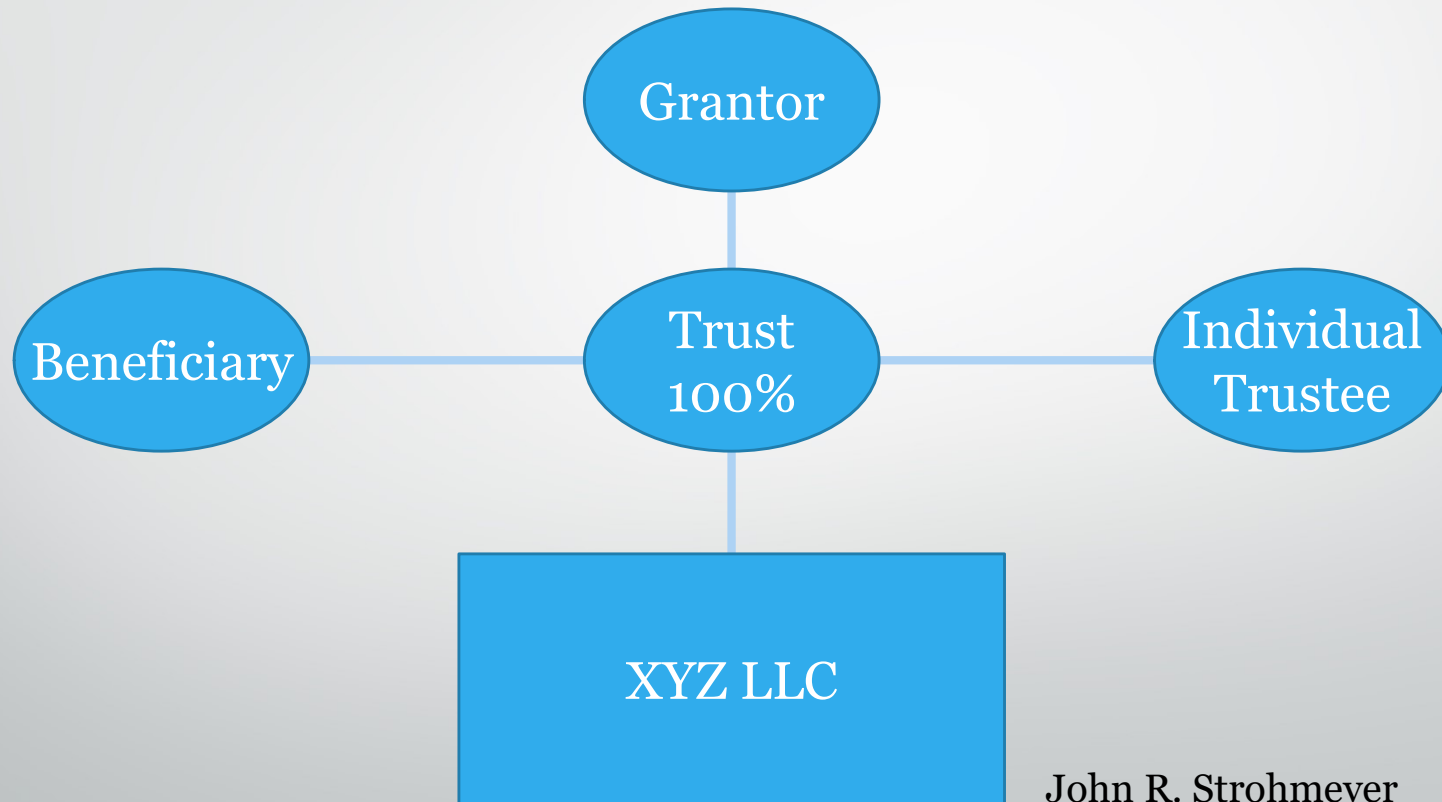 Grantor
Beneficiary
Trust
100%
Individual
Trustee
XYZ LLC
John R. Strohmeyer